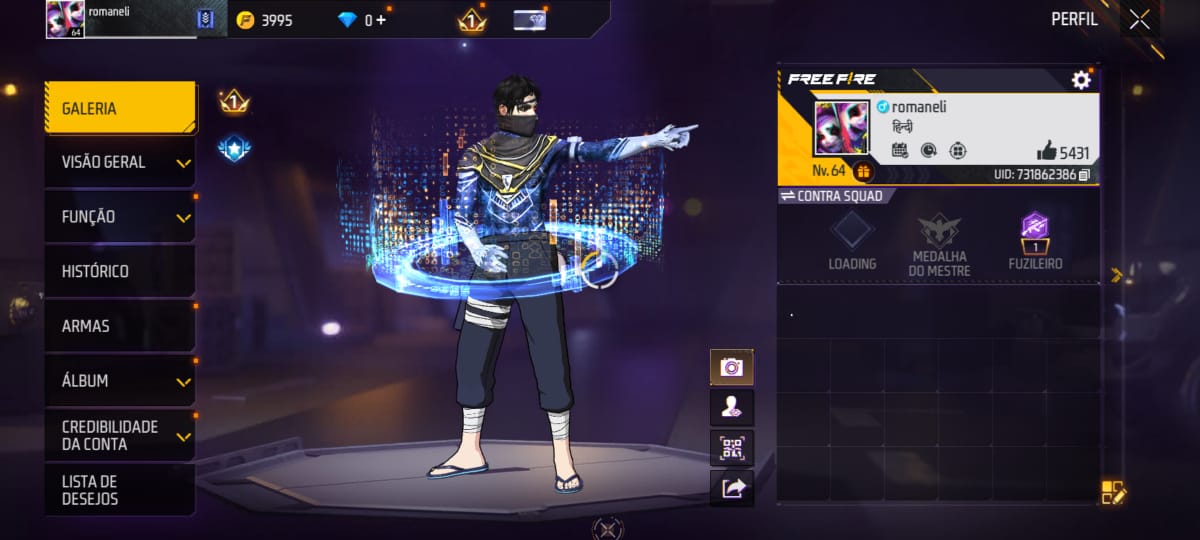 romaneli
64
3995
0 +
1
PERFIL
GALERIA
1
VISÃO GERAL
FUNÇÃO
HISTÓRICO
ARMAS
ÁLBUM
CREDIBILIDADE
DA CONTA
LISTA DE
DESEJOS
FREE FIRE
romaneli
हिन्दी
5431
Nv. 64
UID: 731862386
CONTRA SQUAD
LOADING
MEDALHA
DO MESTRE
1
FUZILEIRO